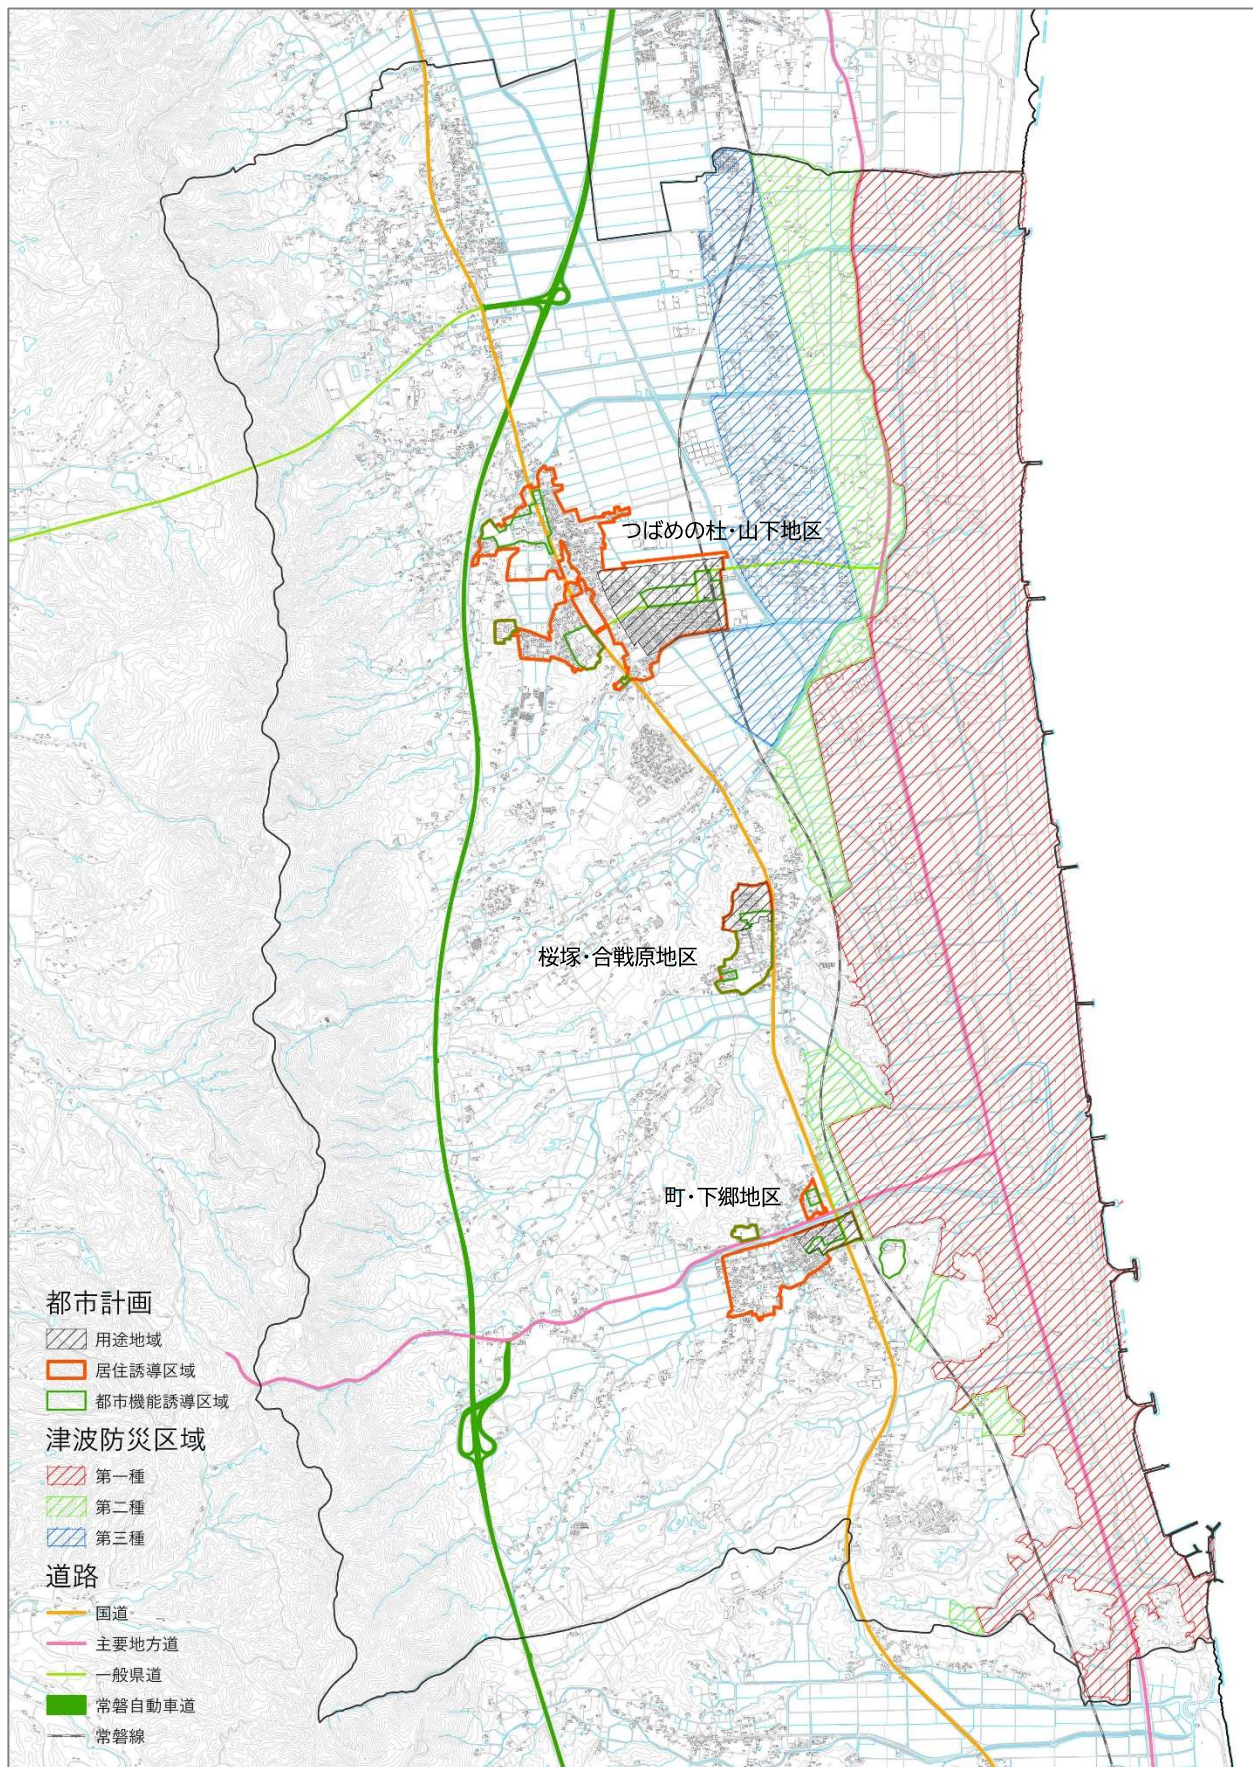 つばめの杜・山下地区
桜塚・合戦原地区
町・下郷地区
都市計画
用途地域
居住誘導区域
都市機能誘導区域
津波防災区域
第一種
第二種
第三種
道路
国道
主要地方道
一般県道
常磐自動車道
常磐線